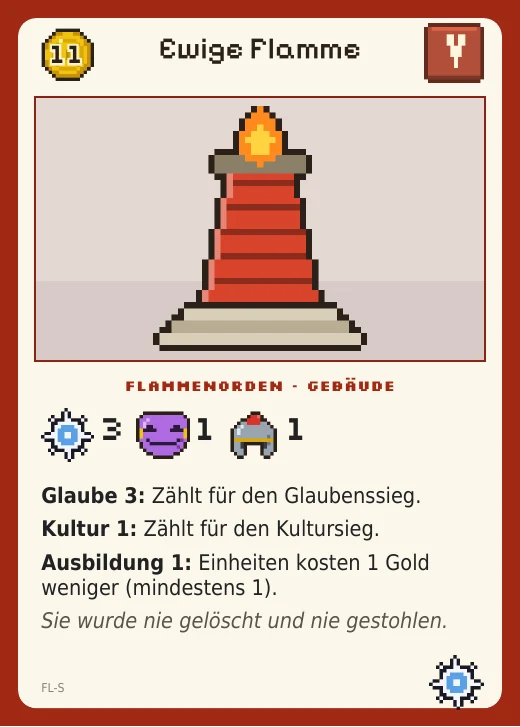 11
Ewige Flamme
FLAMMENORDEN - GEBÄUDE
3 1 1
Glaube 3: Zählt für den Glaubenssieg.
Kultur 1: Zählt für den Kultursieg.
Ausbildung 1: Einheiten kosten 1 Gold
weniger (mindestens 1).
Sie wurde nie gelöscht und nie gestohlen.
FL-S